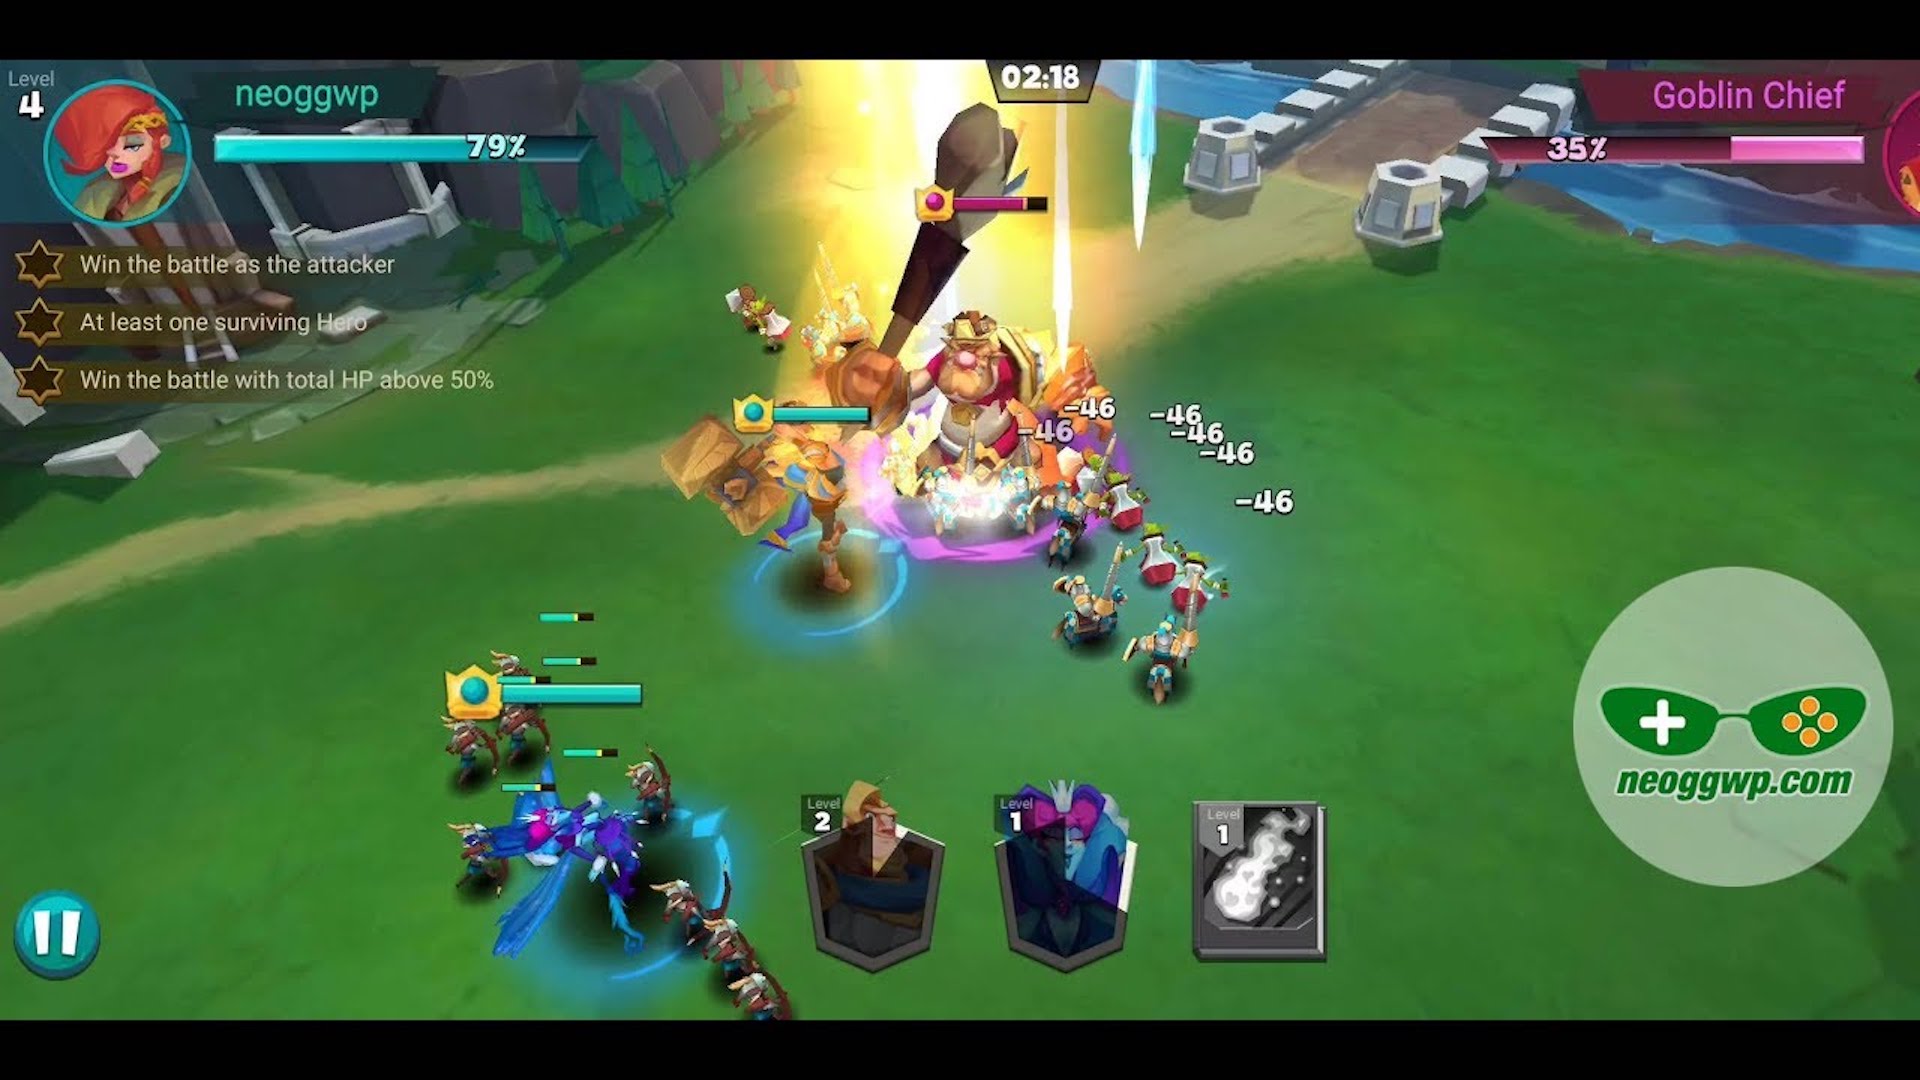 Level
4
neoggwp
79%
02:18
Goblin Chief
35%
Win the battle as the attacker
At least one surviving Hero
Win the battle with total HP above 50%
-46
-46
-46
-46
-46
-46
Level
2
Level
1
Level
1
neoggwp.com